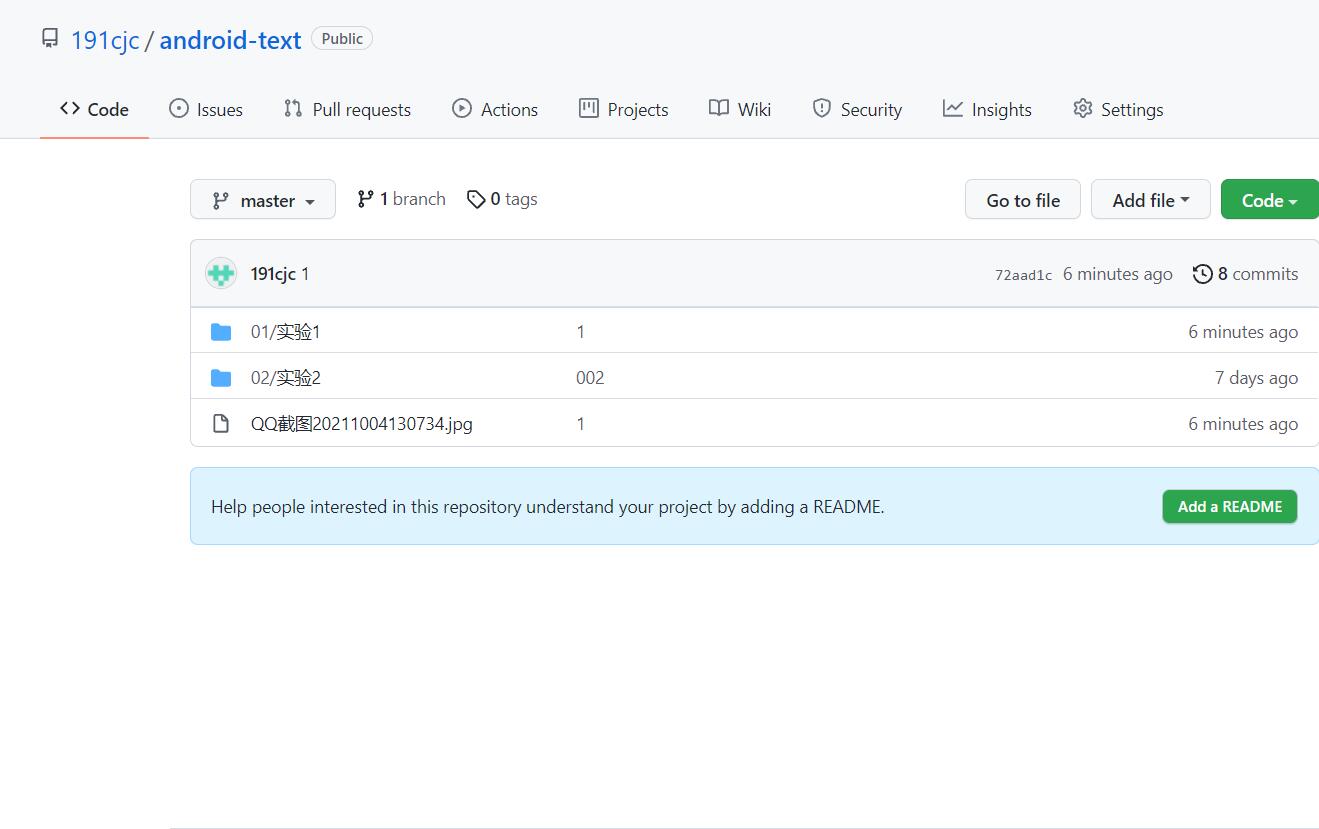 191cjc / android-text Public
Code Issues Pull requests Actions Projects Wiki Security Insights Settings
master 1 branch 0 tags Go to file Add file Code
191cjc 1 72aad1c 6 minutes ago 8 commits
01/实验1 1 6 minutes ago
02/实验2 002 7 days ago
QQ截图20211004130734.jpg 1 6 minutes ago
Help people interested in this repository understand your project by adding a README. Add a README